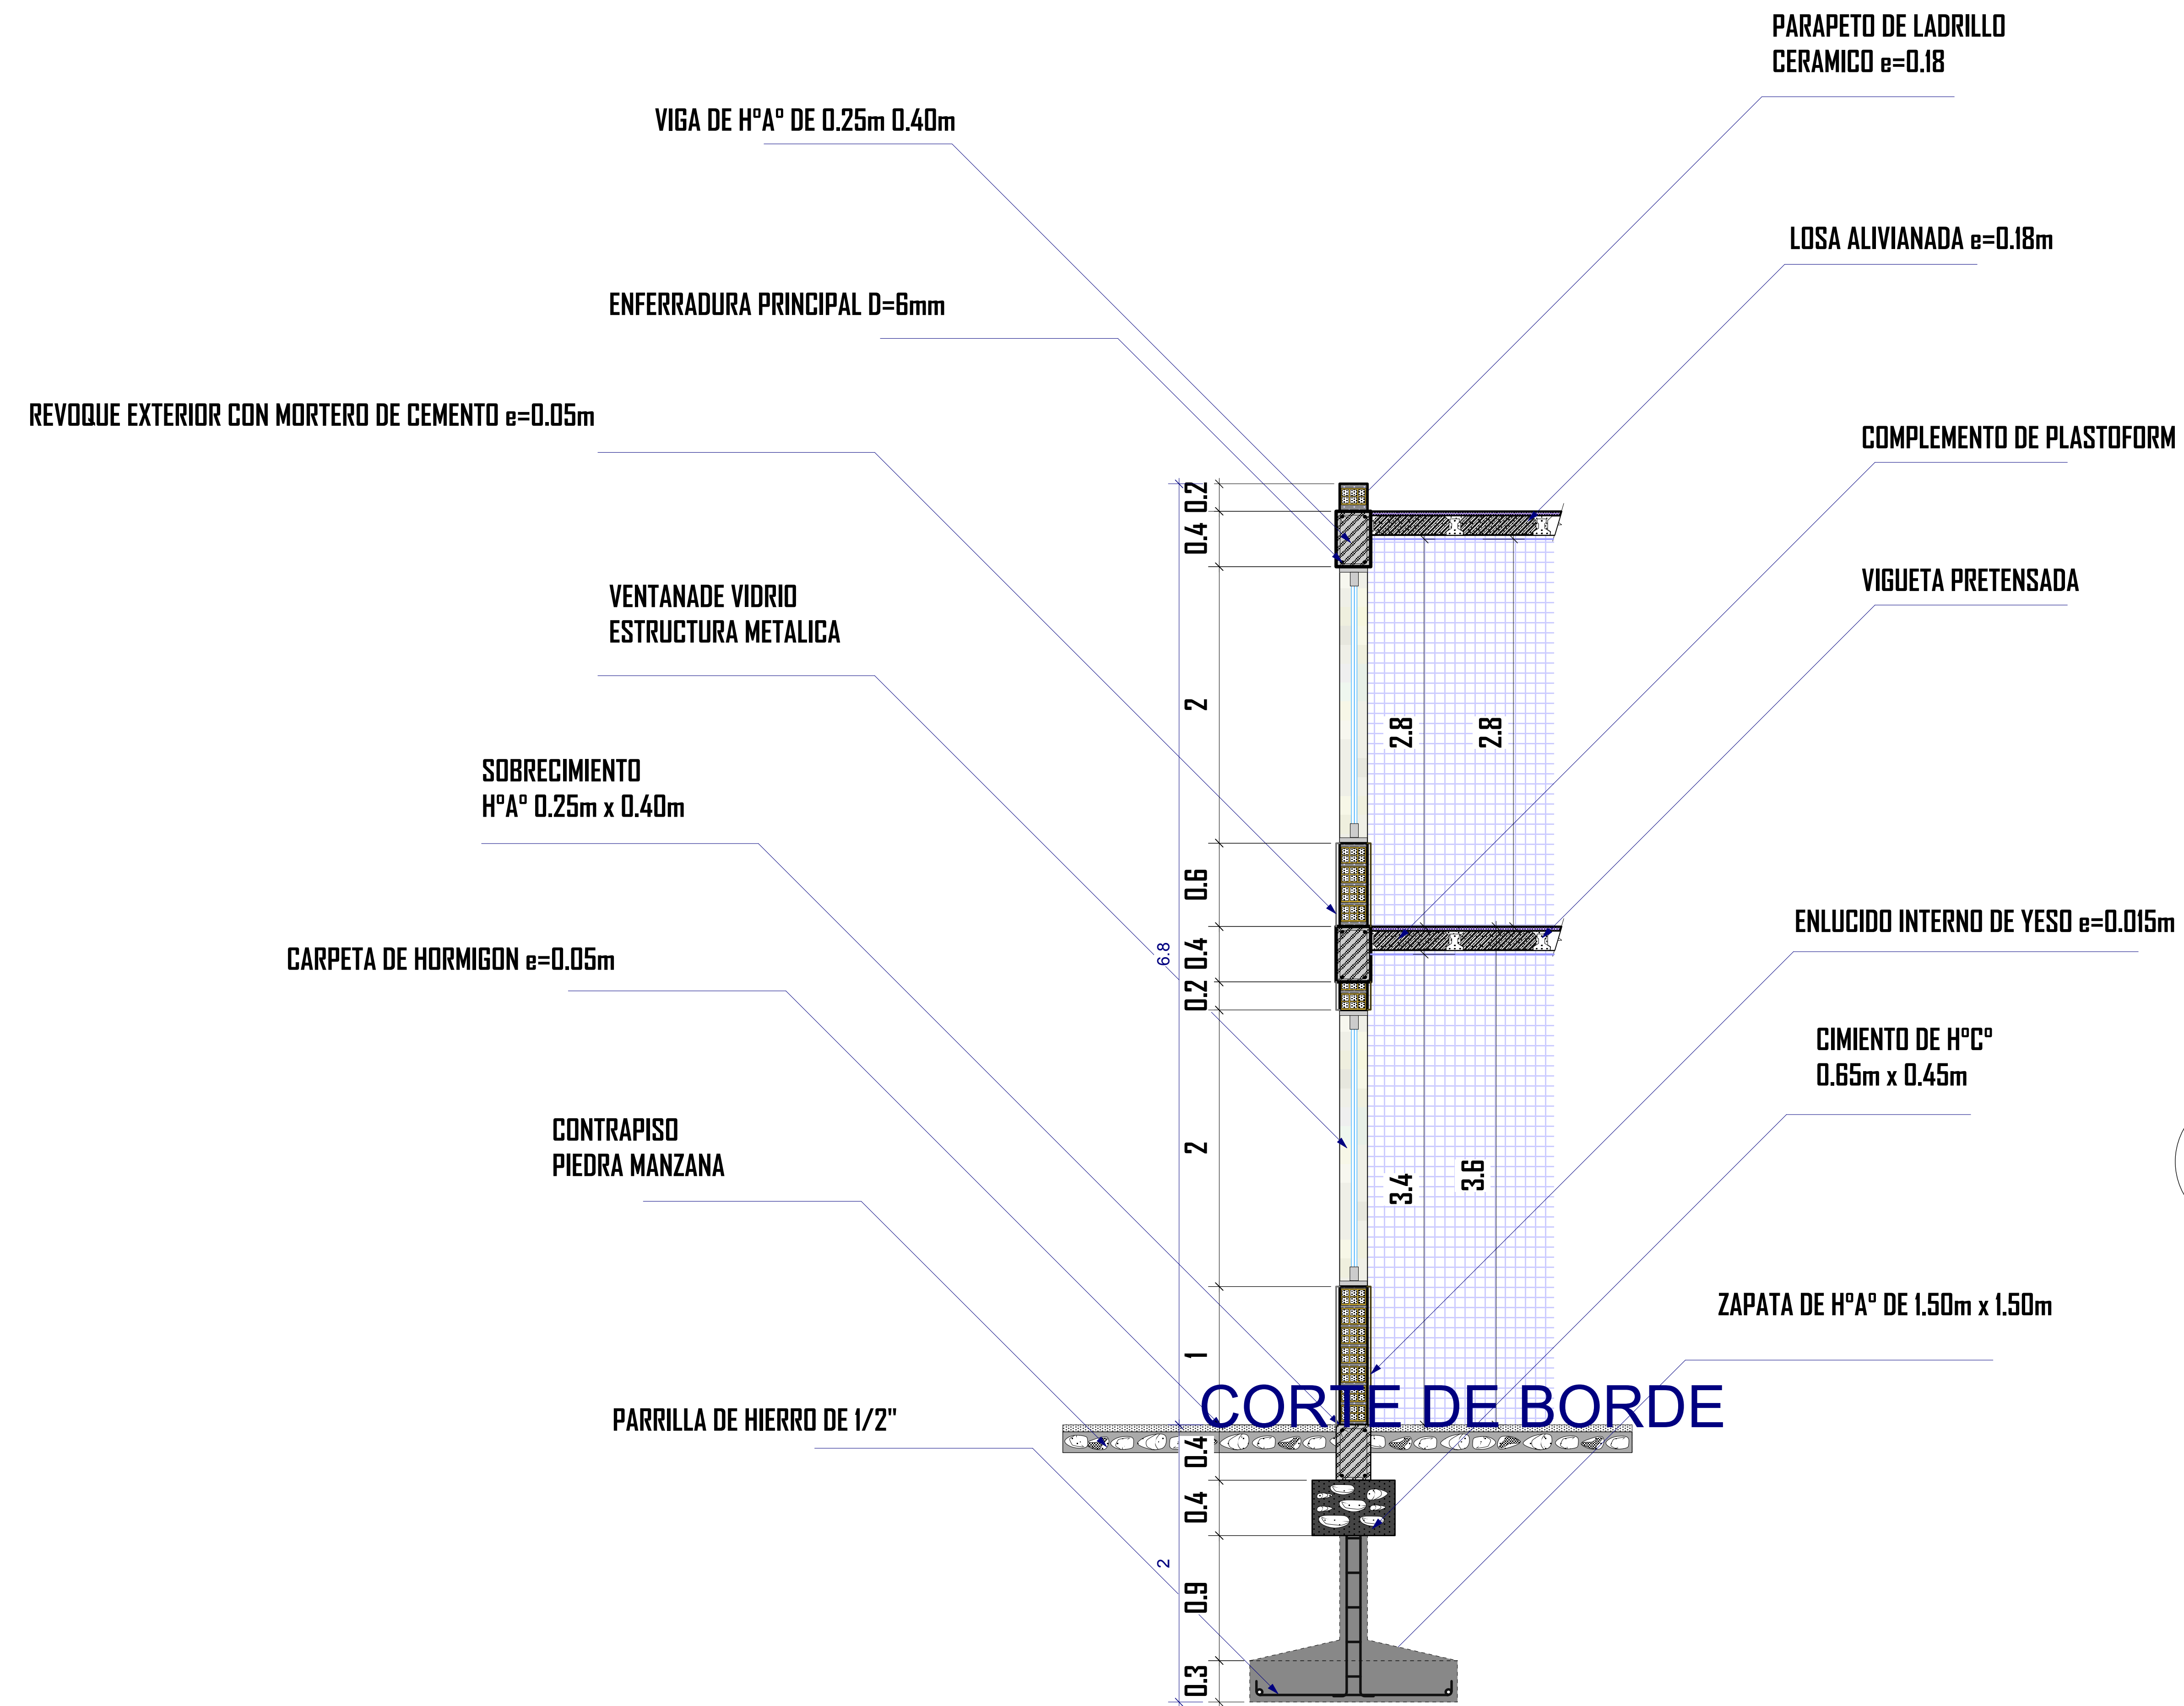 PARAPETO DE LADRILLO
CERAMICO e=0.18
VIGA DE HºAº DE 0.25m 0.40m
LOSA ALIVIANADA e=0.18m
ENFERRADURA PRINCIPAL D=6mm
REVOQUE EXTERIOR CON MORTERO DE CEMENTO e=0.05m
COMPLEMENTO DE PLASTOFORM
VENTANADE VIDRIO
ESTRUCTURA METALICA
VIGUETA PRETENSADA
SOBRECIMIENTO
HºAº 0.25m x 0.40m
ENLUCIDO INTERNO DE YESO e=0.015m
CARPETA DE HORMIGON e=0.05m
CIMIENTO DE HºCº
0.65m x 0.45m
CONTRAPISO
PIEDRA MANZANA
ZAPATA DE HºAº DE 1.50m x 1.50m
PARRILLA DE HIERRO DE 1/2"
CORTE DE BORDE
0.2
0.4
2
0.6
0.4
0.2
2
1
0.4
0.4
0.9
0.3
6.8
2
2.8
2.8
3.4
3.6